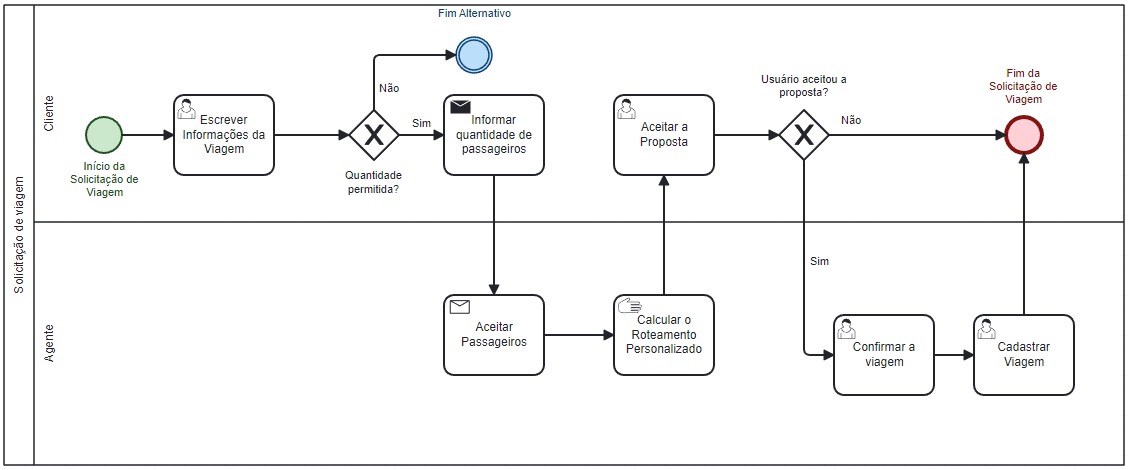 Solicitação de viagem
Cliente
Início da
Solicitação de
Viagem
Escrever
Informações da
Viagem
Quantidade
permitida?
Não
Fim Alternativo
Sim
Informar
quantidade de
passageiros
Aceitar a
Proposta
Usuário aceitou a
proposta?
Não
Fim da
Solicitação de
Viagem
Agente
Aceitar
Passageiros
Calcular o
Roteamento
Personalizado
Sim
Confirmar a
viagem
Cadastrar
Viagem